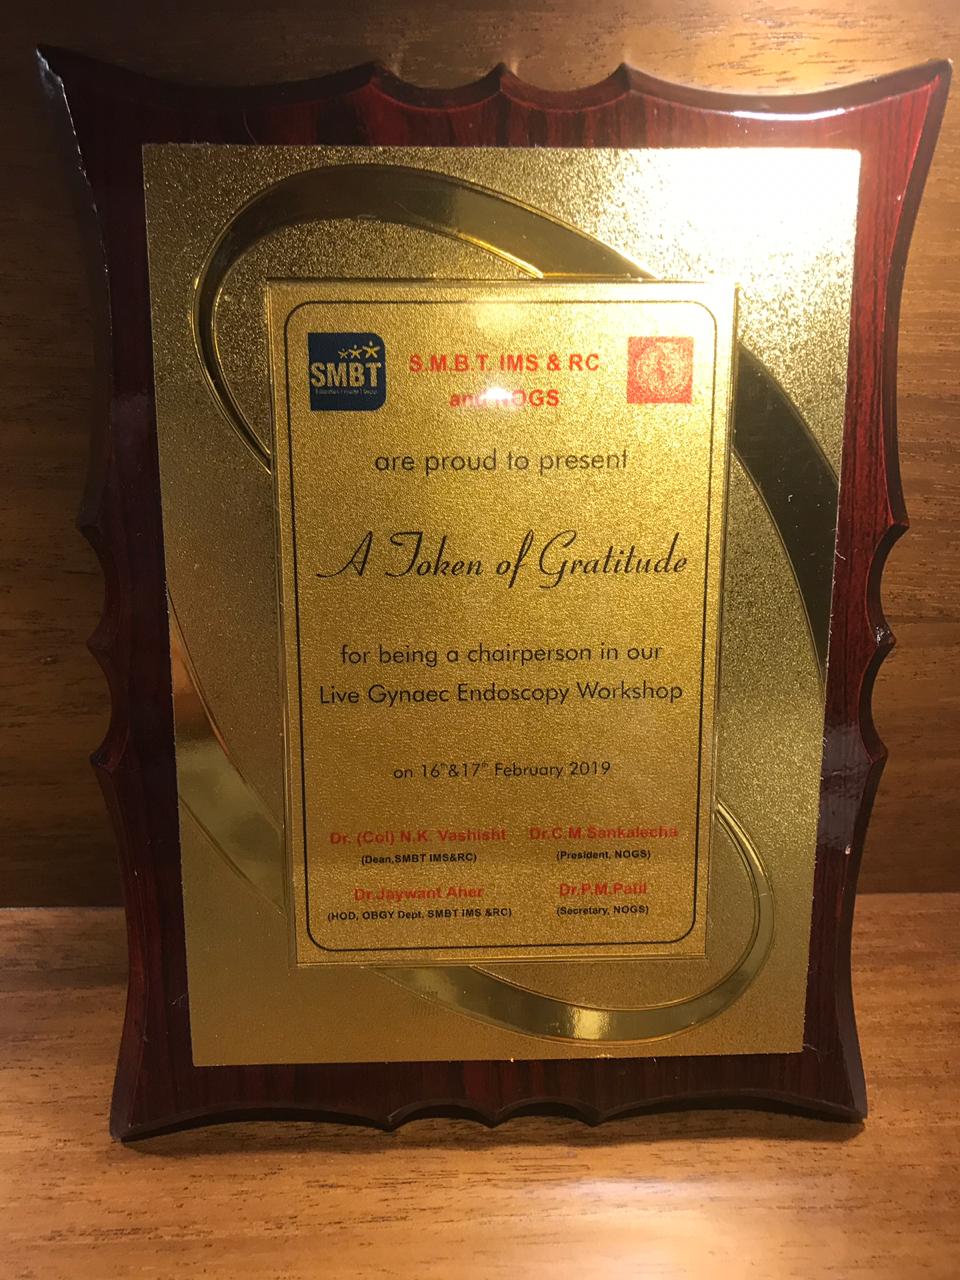 SMBT
S.M.B.T. IMS & RC
and NOGS
are proud to present
A Token of Gratitude
for being a chairperson in our
Live Gynaec Endoscopy Workshop
on 16th&17th February 2019
Dr. (Col) N.K. Vashisht
(Dean,SMBT IMS&RC)
Dr.C.M.Sankalecha
(President, NOGS)
Dr.Jaywant Aher
(HOD, OBGY Dept. SMBT IMS &RC)
Dr.P.M.Patil
(Secretary, NOGS)